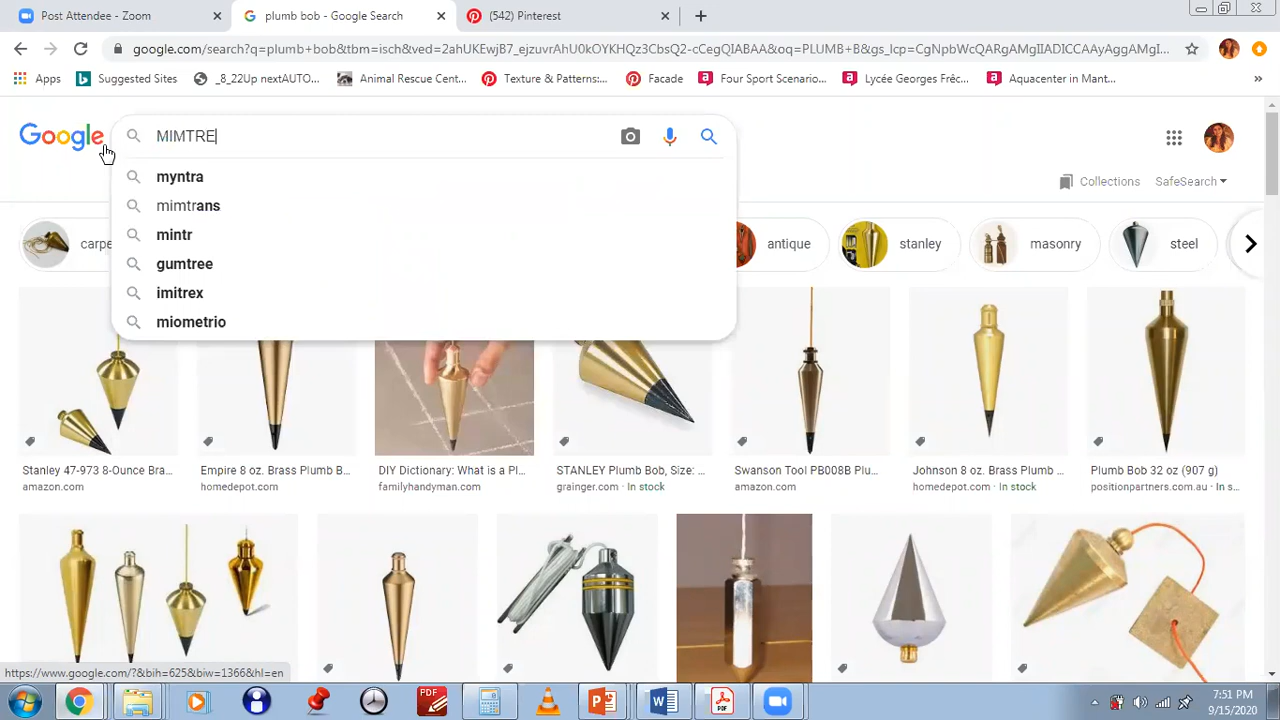 Post Attendee - Zoom
plumb bob - Google Search
(542) Pinterest
google.com/search?q=plumb+bob&tbm=isch&ved=2ahUKEwjB7_ejzuvrAhU0kOYKHQz3CbsQ2-cCegQIABAA&oq=PLUMB+B&gs_lcp=CgNpbWcQARgAMgIIADICCAAyAggAMgI...
Apps
Suggested Sites
_8_22Up nextAUTO...
Animal Rescue Cent...
Texture & Patterns:...
Facade
Four Sport Scenario...
Lycée Georges Frêc...
Aquacenter in Mant...
»
Google
MIMTRE
Collections
SafeSearch
myntra
mimtrans
mintr
gumtree
imitrex
miometrio
carpe
antique
stanley
masonry
steel
Stanley 47-973 8-Ounce Bra...
amazon.com
Empire 8 oz. Brass Plumb B...
homedepot.com
DIY Dictionary: What is a Pl...
familyhandyman.com
STANLEY Plumb Bob, Size: ...
grainger.com · In stock
Swanson Tool PB008B Plu...
amazon.com
Johnson 8 oz. Brass Plumb ...
homedepot.com · In stock
Plumb Bob 32 oz (907 g)
positionpartners.com.au · In s...
https://www.google.com/?&bih=625&biw=1366&hl=en
PDF
7:51 PM
9/15/2020